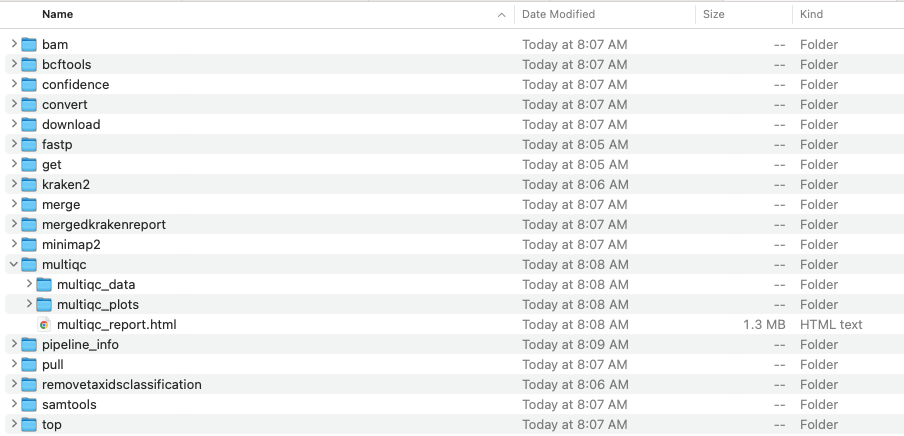 Name Date Modified Size Kind
bam Today at 8:07 AM -- Folder
bcftools Today at 8:07 AM -- Folder
confidence Today at 8:07 AM -- Folder
convert Today at 8:07 AM -- Folder
download Today at 8:07 AM -- Folder
fastp Today at 8:05 AM -- Folder
get Today at 8:05 AM -- Folder
kraken2 Today at 8:06 AM -- Folder
merge Today at 8:07 AM -- Folder
mergedkrakenreport Today at 8:07 AM -- Folder
minimap2 Today at 8:07 AM -- Folder
multiqc Today at 8:08 AM -- Folder
multiqc_data Today at 8:08 AM -- Folder
multiqc_plots Today at 8:08 AM -- Folder
multiqc_report.html Today at 8:08 AM 1.3 MB HTML text
pipeline_info Today at 8:09 AM -- Folder
pull Today at 8:07 AM -- Folder
removetaxidsclassification Today at 8:06 AM -- Folder
samtools Today at 8:07 AM -- Folder
top Today at 8:07 AM -- Folder